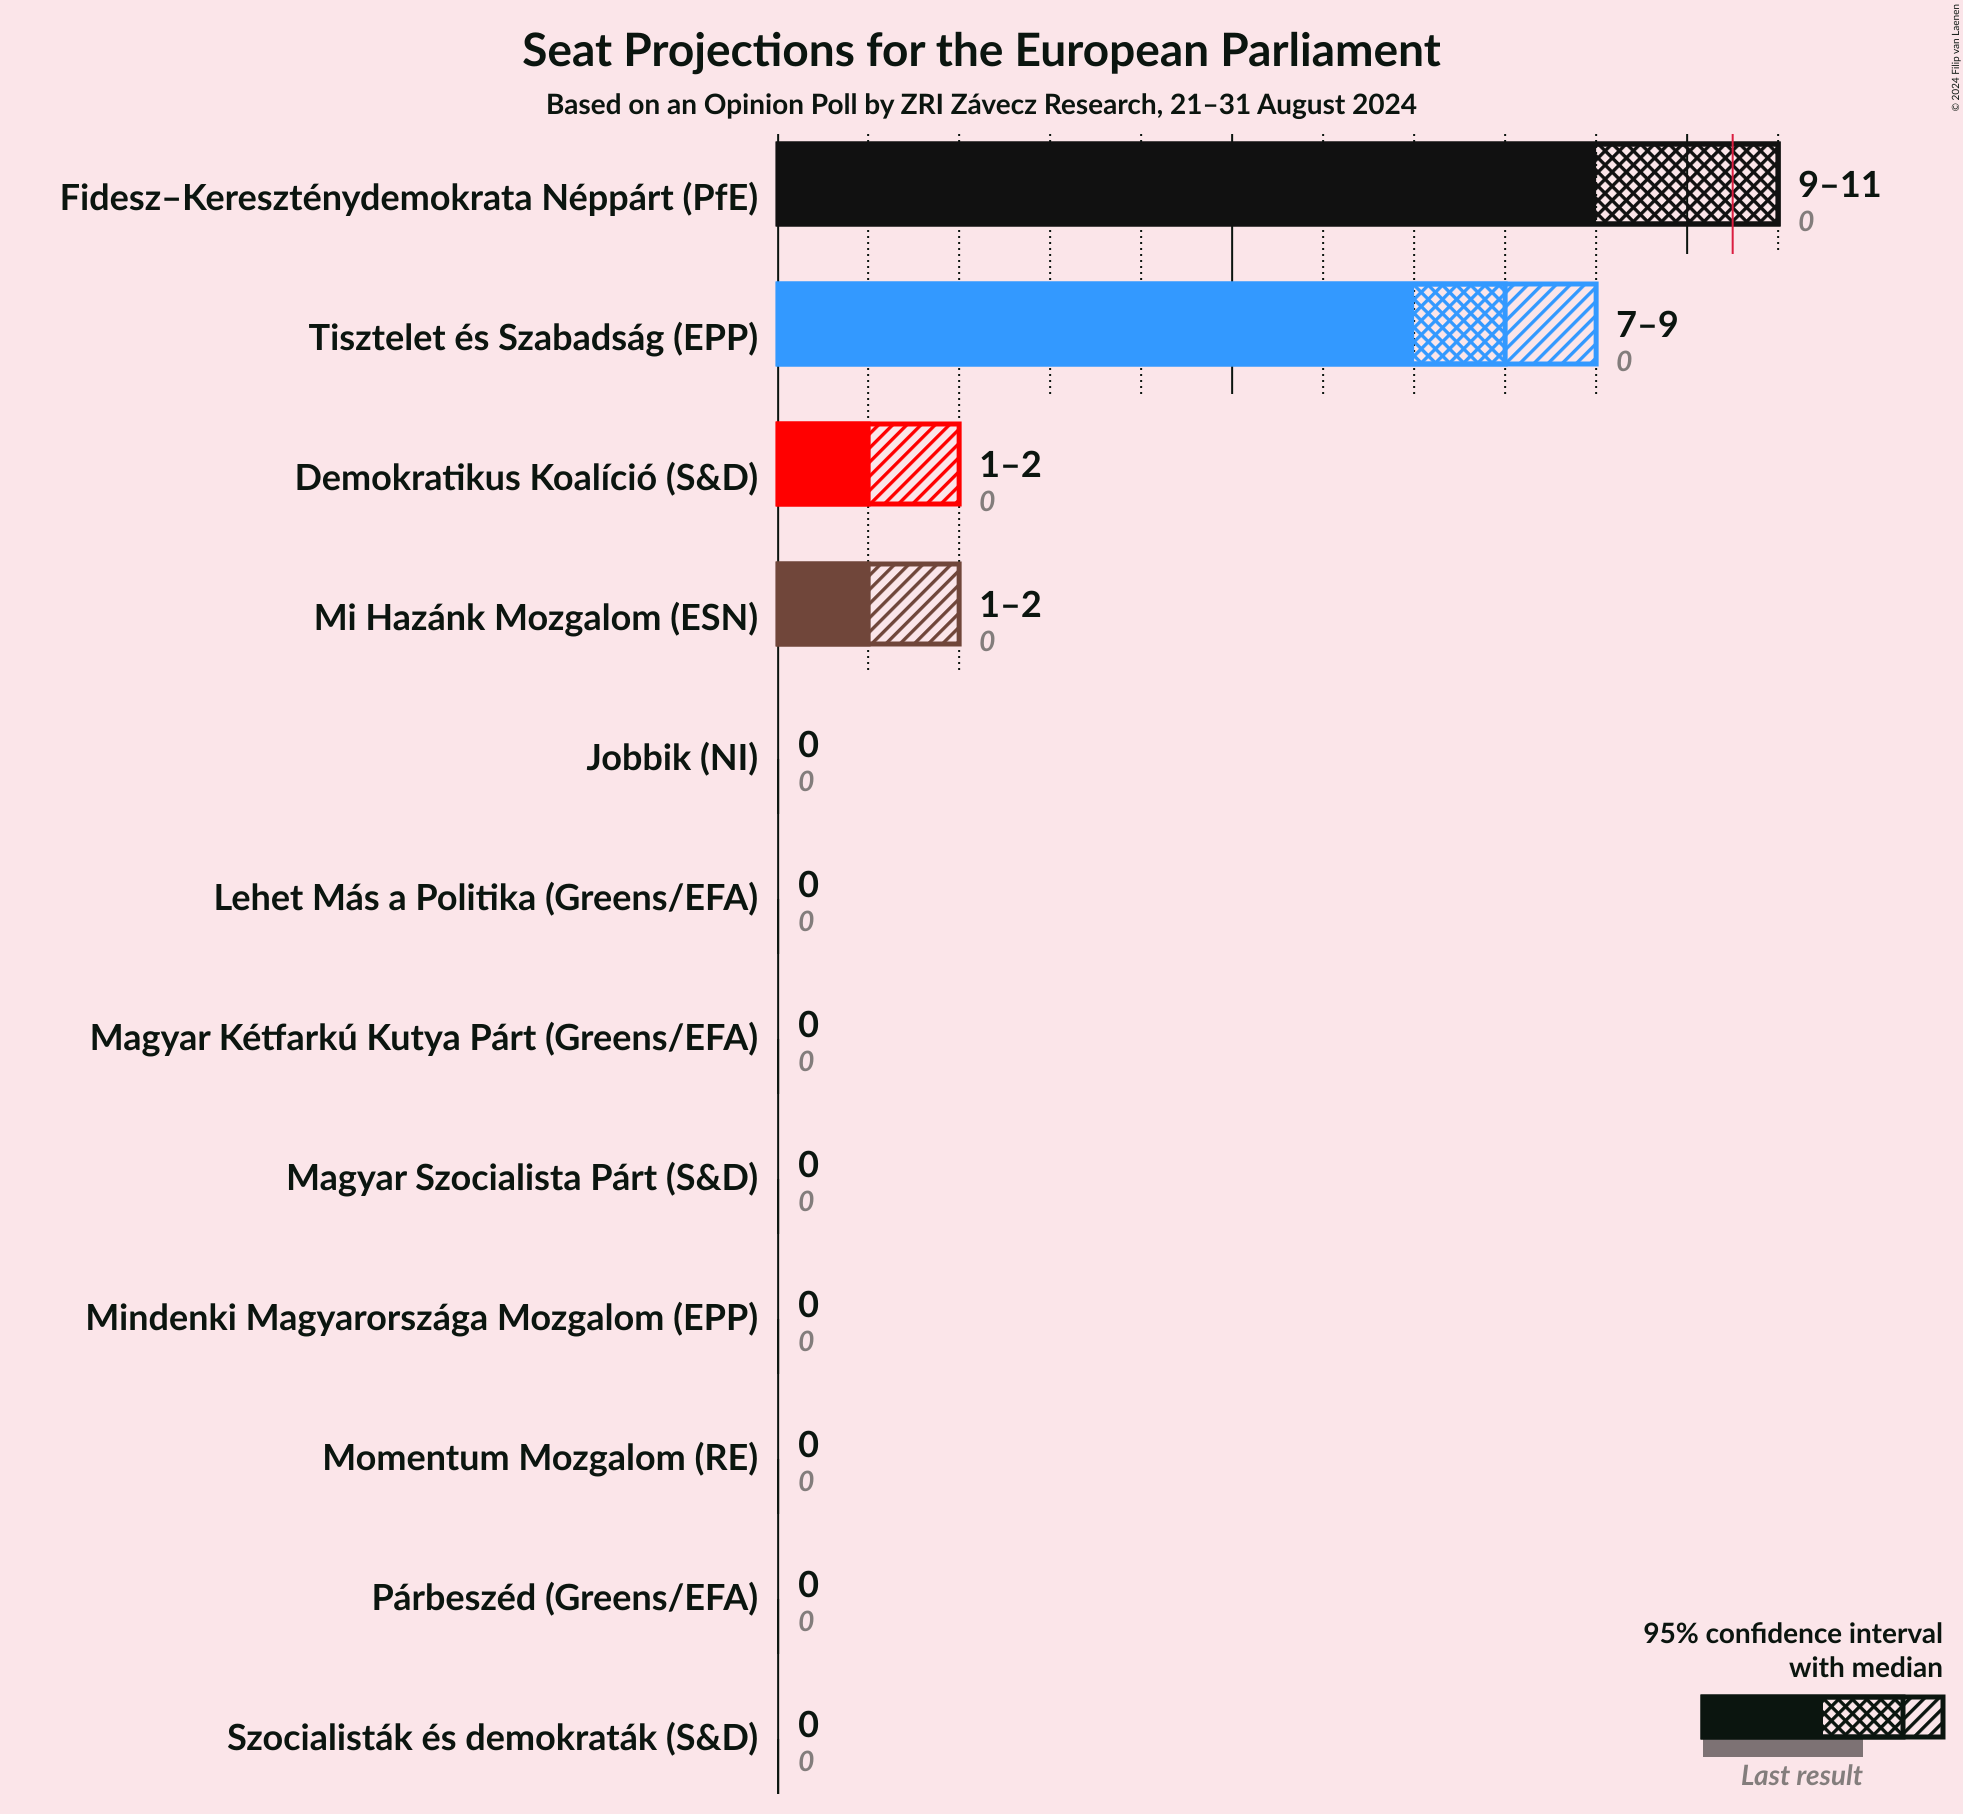 Seat Projections for the European Parliament
Based on an Opinion Poll by ZRI Závecz Research, 21–31 August 2024
© 2024 Filip van Laenen
Fidesz–Kereszténydemokrata Néppárt (PfE)
9–11
0
Tisztelet és Szabadság (EPP)
7–9
0
Demokratikus Koalíció (S&D)
1–2
0
Mi Hazánk Mozgalom (ESN)
1–2
0
Jobbik (NI)
0
0
Lehet Más a Politika (Greens/EFA)
0
0
Magyar Kétfarkú Kutya Párt (Greens/EFA)
0
0
Magyar Szocialista Párt (S&D)
0
0
Mindenki Magyarországa Mozgalom (EPP)
0
0
Momentum Mozgalom (RE)
0
0
Párbeszéd (Greens/EFA)
0
0
Szocialisták és demokraták (S&D)
0
0
95% confidence interval
with median
Last result